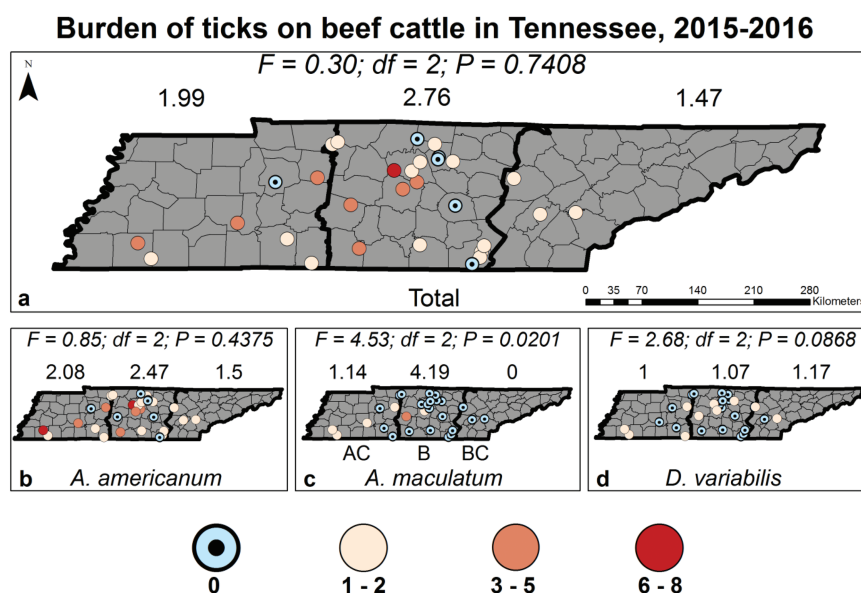 Burden of ticks on beef cattle in Tennessee, 2015-2016
F = 0.30; df = 2; P = 0.7408
N
1.99 2.76 1.47
a
Total
0 35 70 140 210 280
Kilometers
F = 0.85; df = 2; P = 0.4375
2.08 2.47 1.5
b
A. americanum
F = 4.53; df = 2; P = 0.0201
1.14 4.19 0
AC B BC
c
A. maculatum
F = 2.68; df = 2; P = 0.0868
1 1.07 1.17
d
D. variabilis
0 1 - 2 3 - 5 6 - 8